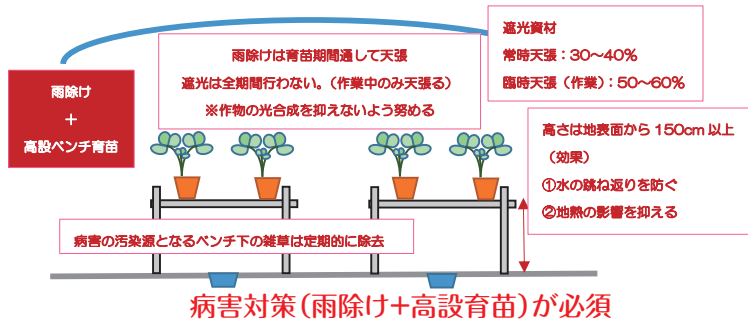 遮光資材
常時天張：30～40%
臨時天張（作業）：50～60%
雨除けは育苗期間通して天張
遮光は全期間行わない。（作業中のみ天張る）
※作物の光合成を抑えないよう努める
雨除け
+
高設ベンチ育苗
高さは地表面から150cm以上
（効果）
①水の跳ね返りを防ぐ
②地熱の影響を抑える
病害の汚染源となるベンチ下の雑草は定期的に除去
病害対策（雨除け+高設育苗）が必須